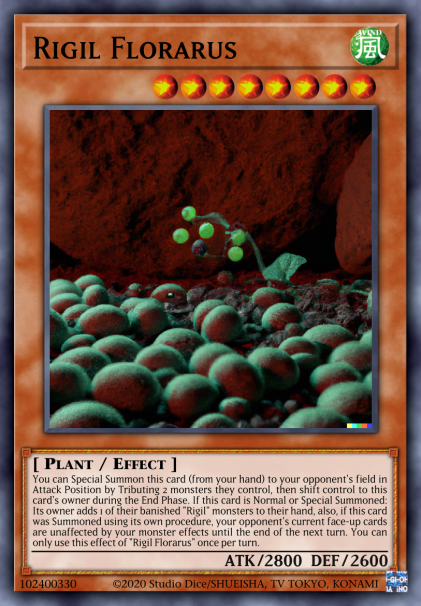 Rigil Florarus
WIND
風
[ Plant / Effect ]
You can Special Summon this card (from your hand) to your opponent's field in
Attack Position by Tributing 2 monsters they control, then shift control to this
card's owner during the End Phase. If this card is Normal or Special Summoned:
Its owner adds 1 of their banished "Rigil" monsters to their hand, also, if this card
was Summoned using its own procedure, your opponent's current face-up cards
are unaffected by your monster effects until the end of the next turn. You can
only use this effect of "Rigil Florarus" once per turn.
ATK/2800 DEF/2600
102400330 ©2020 Studio Dice/SHUEISHA, TV TOKYO, KONAMI